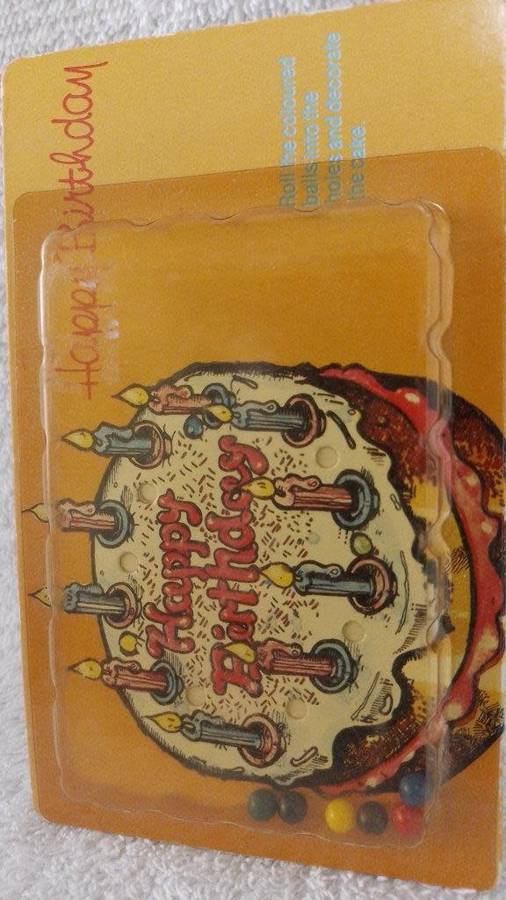 Happy Birthday
Roll the coloured
balls into the
holes and decorate
the cake.
Happy
Birthday